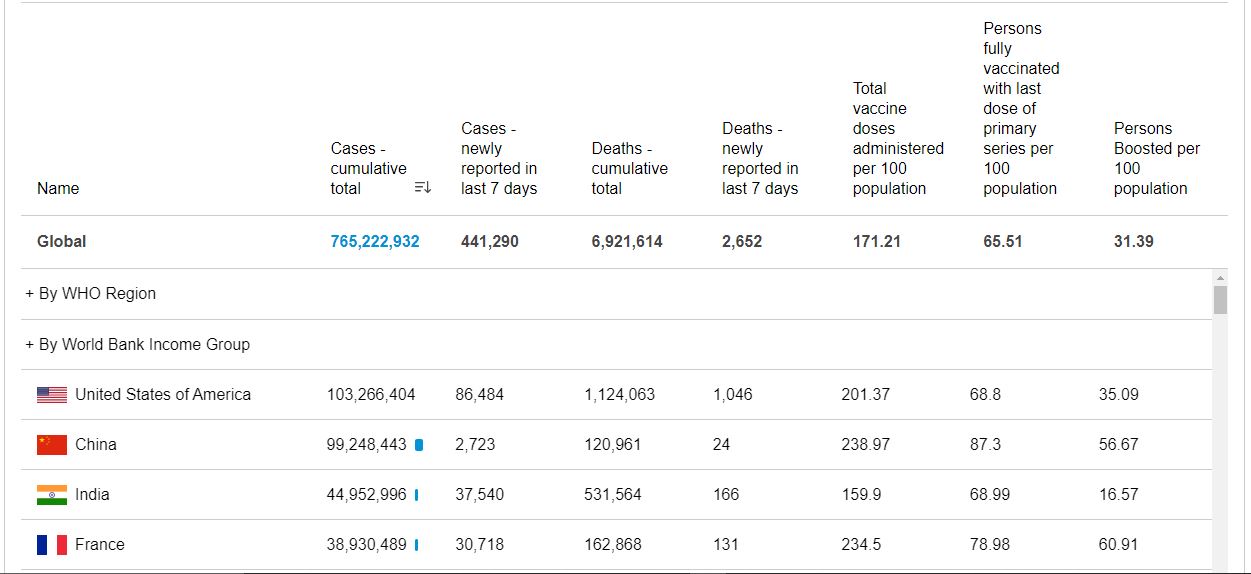 Name
Cases -
cumulative
total
Cases -
newly
reported in
last 7 days
Deaths -
cumulative
total
Deaths -
newly
reported in
last 7 days
Total
vaccine
doses
administered
per 100
population
Persons
fully
vaccinated
with last
dose of
primary
series per
100
population
Persons
Boosted per
100
population
Global 765,222,932 441,290 6,921,614 2,652 171.21 65.51 31.39
+ By WHO Region
+ By World Bank Income Group
United States of America 103,266,404 86,484 1,124,063 1,046 201.37 68.8 35.09
China 99,248,443 2,723 120,961 24 238.97 87.3 56.67
India 44,952,996 37,540 531,564 166 159.9 68.99 16.57
France 38,930,489 30,718 162,868 131 234.5 78.98 60.91